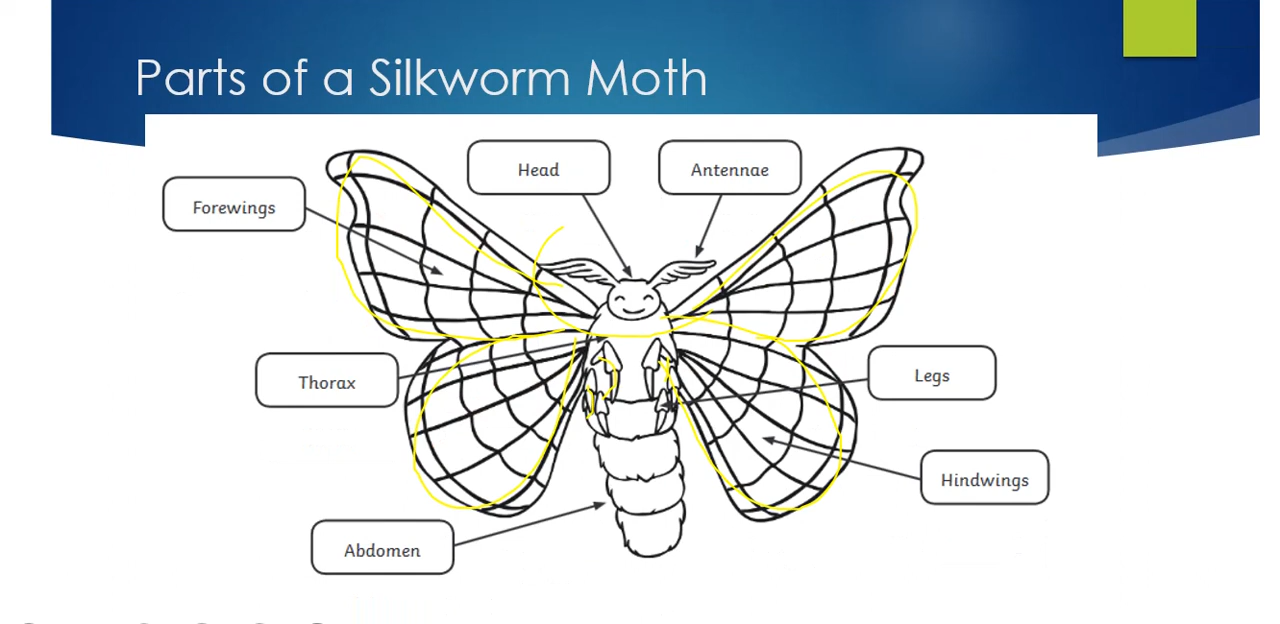 Parts of a Silkworm Moth
Head
Antennae
Forewings
Thorax
Legs
Hindwings
Abdomen